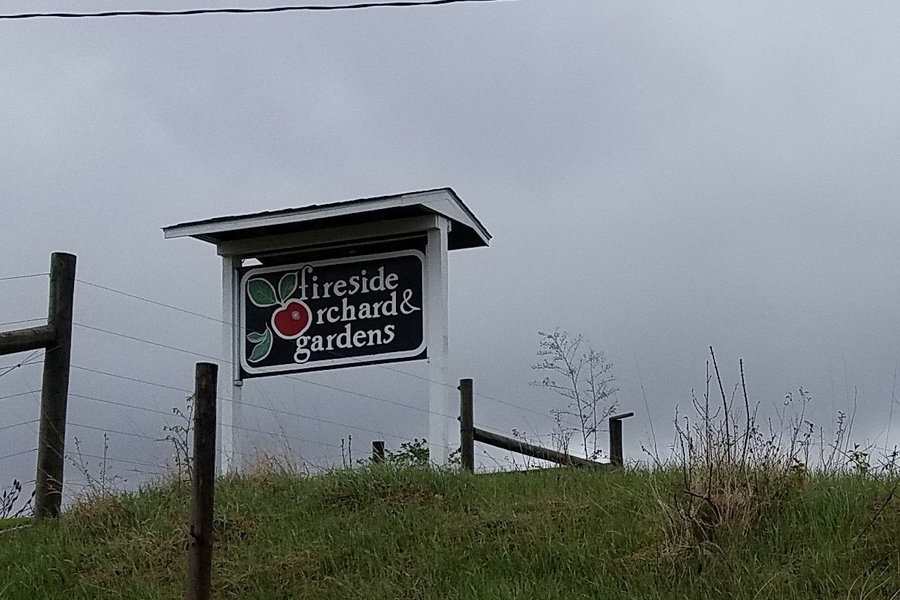 fireside
Orchard &
gardens